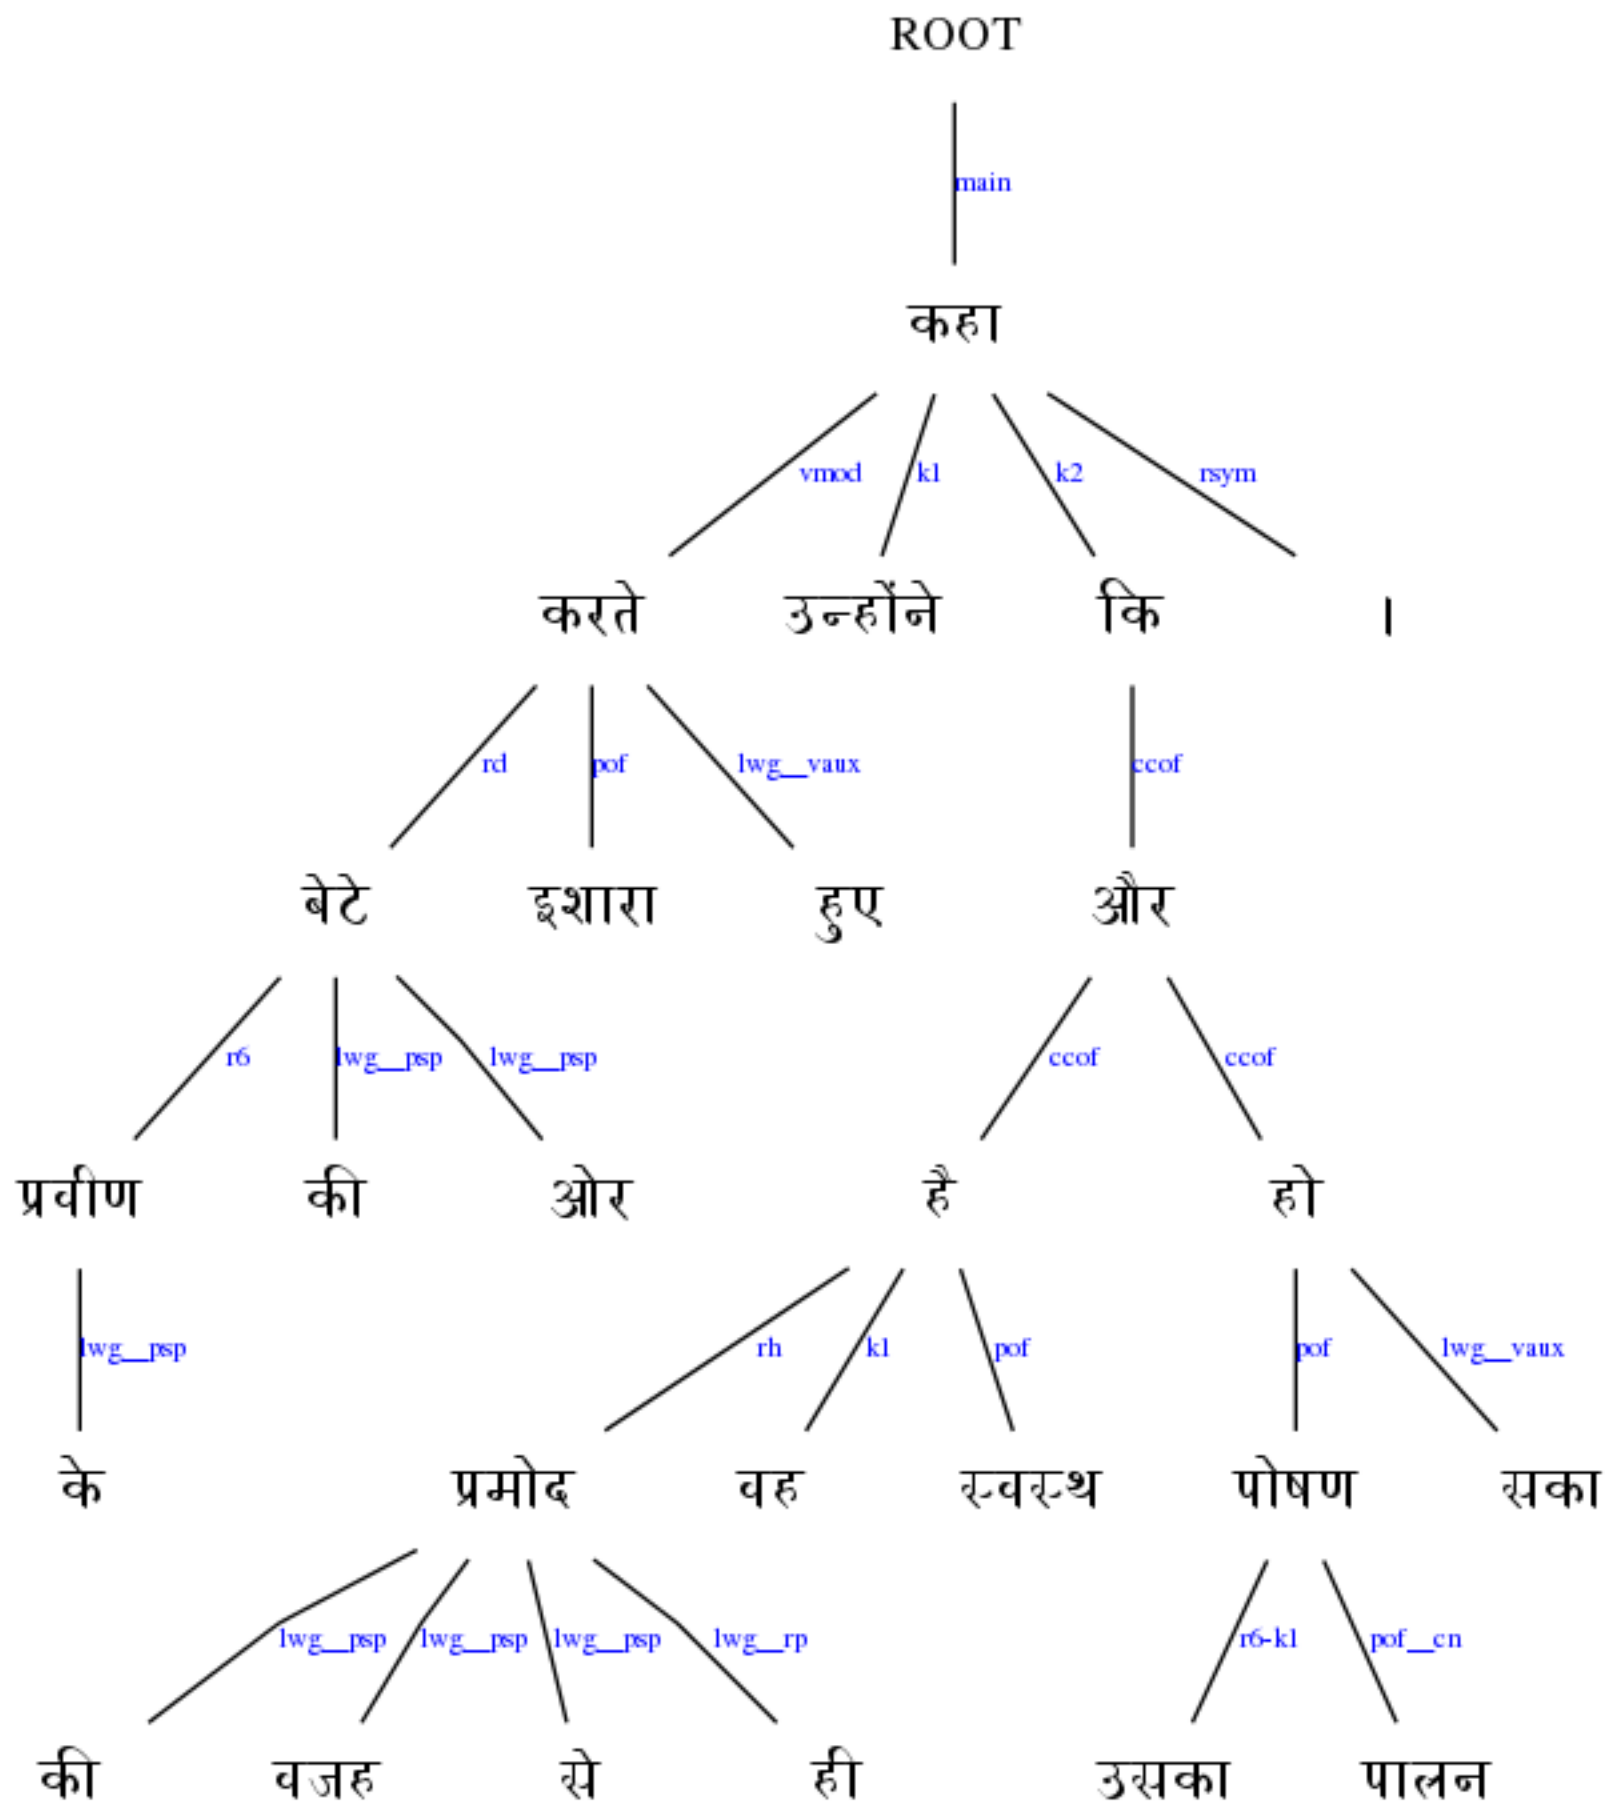 ROOT
main
कहा
vmod k1 k2 rsym
करते उन्होंने कि ।
rd pof lwg__vaux ccof
बेटे इशारा हुए और
r6 lwg__psp lwg__psp ccof ccof
प्रवीण की ओर है हो
lwg__psp rh k1 pof pof lwg__vaux
के प्रमोद वह स्वस्थ पोषण सका
lwg__psp lwg__psp lwg__psp lwg__rp r6-k1 pof__cn
की वजह से ही उसका पालन